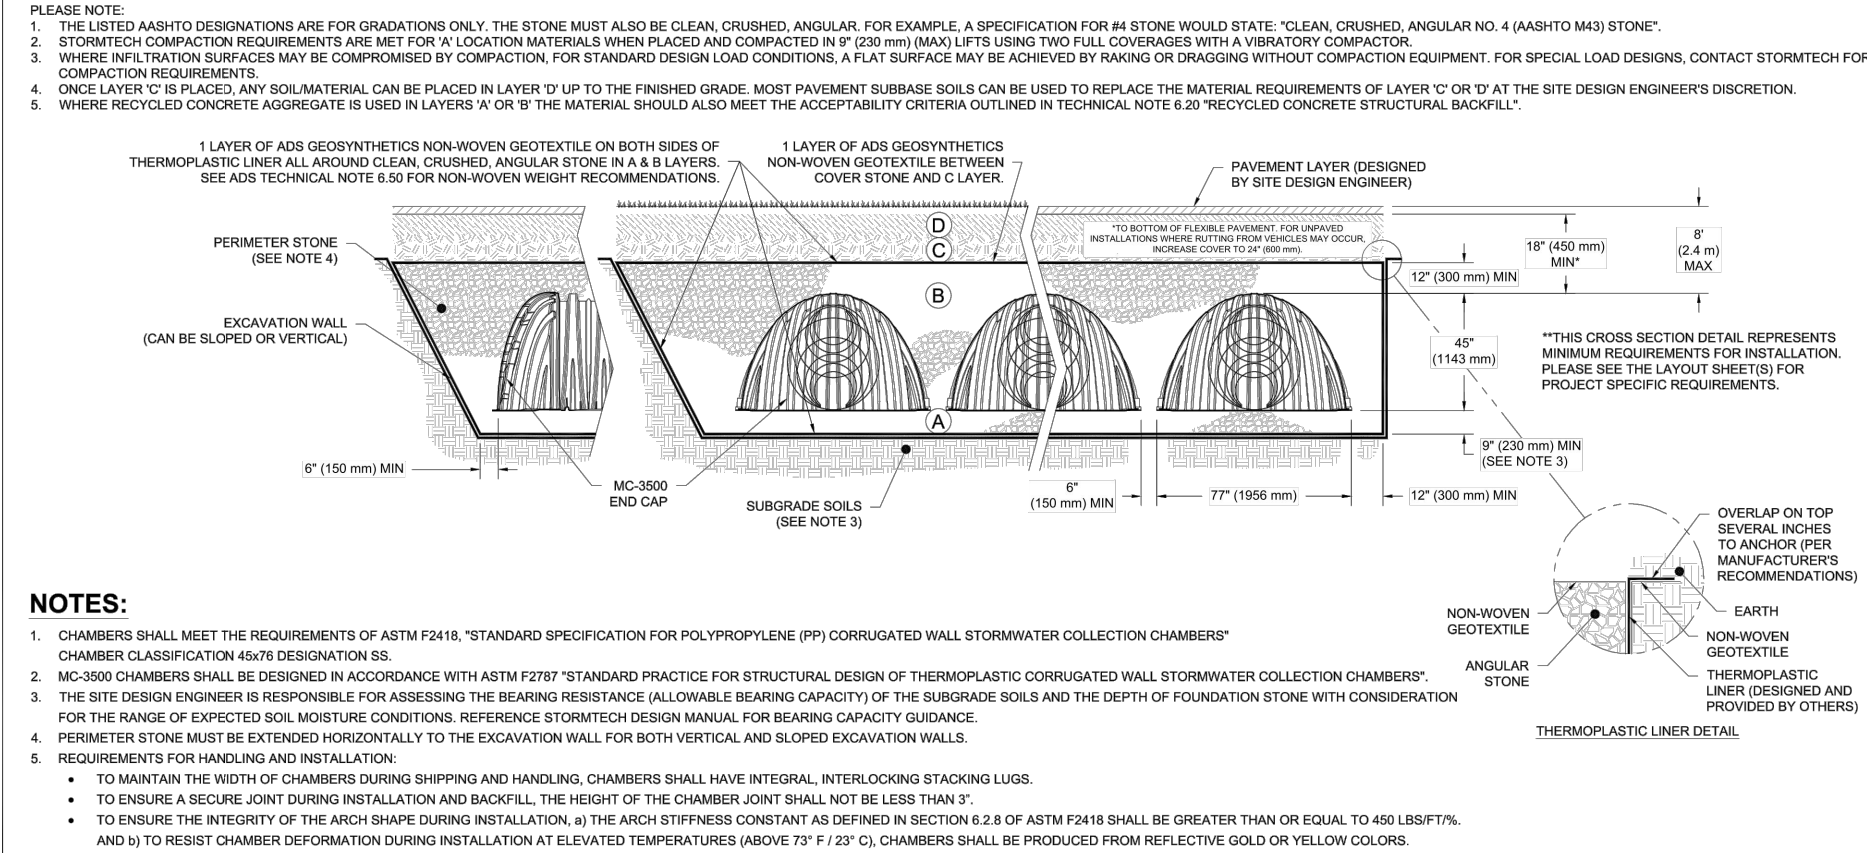 PLEASE NOTE:
1. THE LISTED AASHTO DESIGNATIONS ARE FOR GRADATIONS ONLY. THE STONE MUST ALSO BE CLEAN, CRUSHED, ANGULAR. FOR EXAMPLE, A SPECIFICATION FOR #4 STONE WOULD STATE: "CLEAN, CRUSHED, ANGULAR NO. 4 (AASHTO M43) STONE".
2. STORMTECH COMPACTION REQUIREMENTS ARE MET FOR 'A' LOCATION MATERIALS WHEN PLACED AND COMPACTED IN 9" (230 mm) (MAX) LIFTS USING TWO FULL COVERAGES WITH A VIBRATORY COMPACTOR.
3. WHERE INFILTRATION SURFACES MAY BE COMPROMISED BY COMPACTION, FOR STANDARD DESIGN LOAD CONDITIONS, A FLAT SURFACE MAY BE ACHIEVED BY RAKING OR DRAGGING WITHOUT COMPACTION EQUIPMENT. FOR SPECIAL LOAD DESIGNS, CONTACT STORMTECH FOR
COMPACTION REQUIREMENTS.
4. ONCE LAYER 'C' IS PLACED, ANY SOIL/MATERIAL CAN BE PLACED IN LAYER 'D' UP TO THE FINISHED GRADE. MOST PAVEMENT SUBBASE SOILS CAN BE USED TO REPLACE THE MATERIAL REQUIREMENTS OF LAYER 'C' OR 'D' AT THE SITE DESIGN ENGINEER'S DISCRETION.
5. WHERE RECYCLED CONCRETE AGGREGATE IS USED IN LAYERS 'A' OR 'B' THE MATERIAL SHOULD ALSO MEET THE ACCEPTABILITY CRITERIA OUTLINED IN TECHNICAL NOTE 6.20 "RECYCLED CONCRETE STRUCTURAL BACKFILL".
1 LAYER OF ADS GEOSYNTHETICS NON-WOVEN GEOTEXTILE ON BOTH SIDES OF
THERMOPLASTIC LINER ALL AROUND CLEAN, CRUSHED, ANGULAR STONE IN A & B LAYERS.
SEE ADS TECHNICAL NOTE 6.50 FOR NON-WOVEN WEIGHT RECOMMENDATIONS.
1 LAYER OF ADS GEOSYNTHETICS
NON-WOVEN GEOTEXTILE BETWEEN
COVER STONE AND C LAYER.
PAVEMENT LAYER (DESIGNED
BY SITE DESIGN ENGINEER)
PERIMETER STONE
(SEE NOTE 4)
EXCAVATION WALL
(CAN BE SLOPED OR VERTICAL)
D
C
B
A
*TO BOTTOM OF FLEXIBLE PAVEMENT. FOR UNPAVED
INSTALLATIONS WHERE RUTTING FROM VEHICLES MAY OCCUR,
INCREASE COVER TO 24" (600 mm).
18" (450 mm)
MIN*
8'
(2.4 m)
MAX
12" (300 mm) MIN
45"
(1143 mm)
**THIS CROSS SECTION DETAIL REPRESENTS
MINIMUM REQUIREMENTS FOR INSTALLATION.
PLEASE SEE THE LAYOUT SHEET(S) FOR
PROJECT SPECIFIC REQUIREMENTS.
9" (230 mm) MIN
(SEE NOTE 3)
6" (150 mm) MIN
MC-3500
END CAP
SUBGRADE SOILS
(SEE NOTE 3)
6"
(150 mm) MIN
77" (1956 mm)
12" (300 mm) MIN
OVERLAP ON TOP
SEVERAL INCHES
TO ANCHOR (PER
MANUFACTURER'S
RECOMMENDATIONS)
EARTH
NON-WOVEN
GEOTEXTILE
NON-WOVEN
GEOTEXTILE
ANGULAR
STONE
THERMOPLASTIC
LINER (DESIGNED AND
PROVIDED BY OTHERS)
THERMOPLASTIC LINER DETAIL
NOTES:
1. CHAMBERS SHALL MEET THE REQUIREMENTS OF ASTM F2418, "STANDARD SPECIFICATION FOR POLYPROPYLENE (PP) CORRUGATED WALL STORMWATER COLLECTION CHAMBERS"
CHAMBER CLASSIFICATION 45x76 DESIGNATION SS.
2. MC-3500 CHAMBERS SHALL BE DESIGNED IN ACCORDANCE WITH ASTM F2787 "STANDARD PRACTICE FOR STRUCTURAL DESIGN OF THERMOPLASTIC CORRUGATED WALL STORMWATER COLLECTION CHAMBERS".
3. THE SITE DESIGN ENGINEER IS RESPONSIBLE FOR ASSESSING THE BEARING RESISTANCE (ALLOWABLE BEARING CAPACITY) OF THE SUBGRADE SOILS AND THE DEPTH OF FOUNDATION STONE WITH CONSIDERATION
FOR THE RANGE OF EXPECTED SOIL MOISTURE CONDITIONS. REFERENCE STORMTECH DESIGN MANUAL FOR BEARING CAPACITY GUIDANCE.
4. PERIMETER STONE MUST BE EXTENDED HORIZONTALLY TO THE EXCAVATION WALL FOR BOTH VERTICAL AND SLOPED EXCAVATION WALLS.
5. REQUIREMENTS FOR HANDLING AND INSTALLATION:
• TO MAINTAIN THE WIDTH OF CHAMBERS DURING SHIPPING AND HANDLING, CHAMBERS SHALL HAVE INTEGRAL, INTERLOCKING STACKING LUGS.
• TO ENSURE A SECURE JOINT DURING INSTALLATION AND BACKFILL, THE HEIGHT OF THE CHAMBER JOINT SHALL NOT BE LESS THAN 3".
• TO ENSURE THE INTEGRITY OF THE ARCH SHAPE DURING INSTALLATION, a) THE ARCH STIFFNESS CONSTANT AS DEFINED IN SECTION 6.2.8 OF ASTM F2418 SHALL BE GREATER THAN OR EQUAL TO 450 LBS/FT/%.
AND b) TO RESIST CHAMBER DEFORMATION DURING INSTALLATION AT ELEVATED TEMPERATURES (ABOVE 73° F / 23° C), CHAMBERS SHALL BE PRODUCED FROM REFLECTIVE GOLD OR YELLOW COLORS.